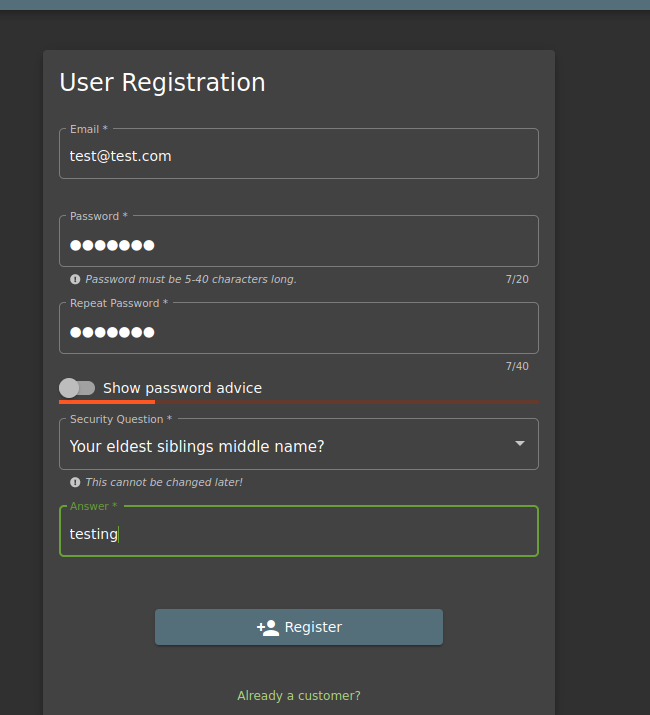 User Registration
Email *
test@test.com
Password *
●●●●●●●
Password must be 5-40 characters long.
7/20
Repeat Password *
●●●●●●●
7/40
Show password advice
Security Question *
Your eldest siblings middle name?
This cannot be changed later!
Answer *
testing
Register
Already a customer?